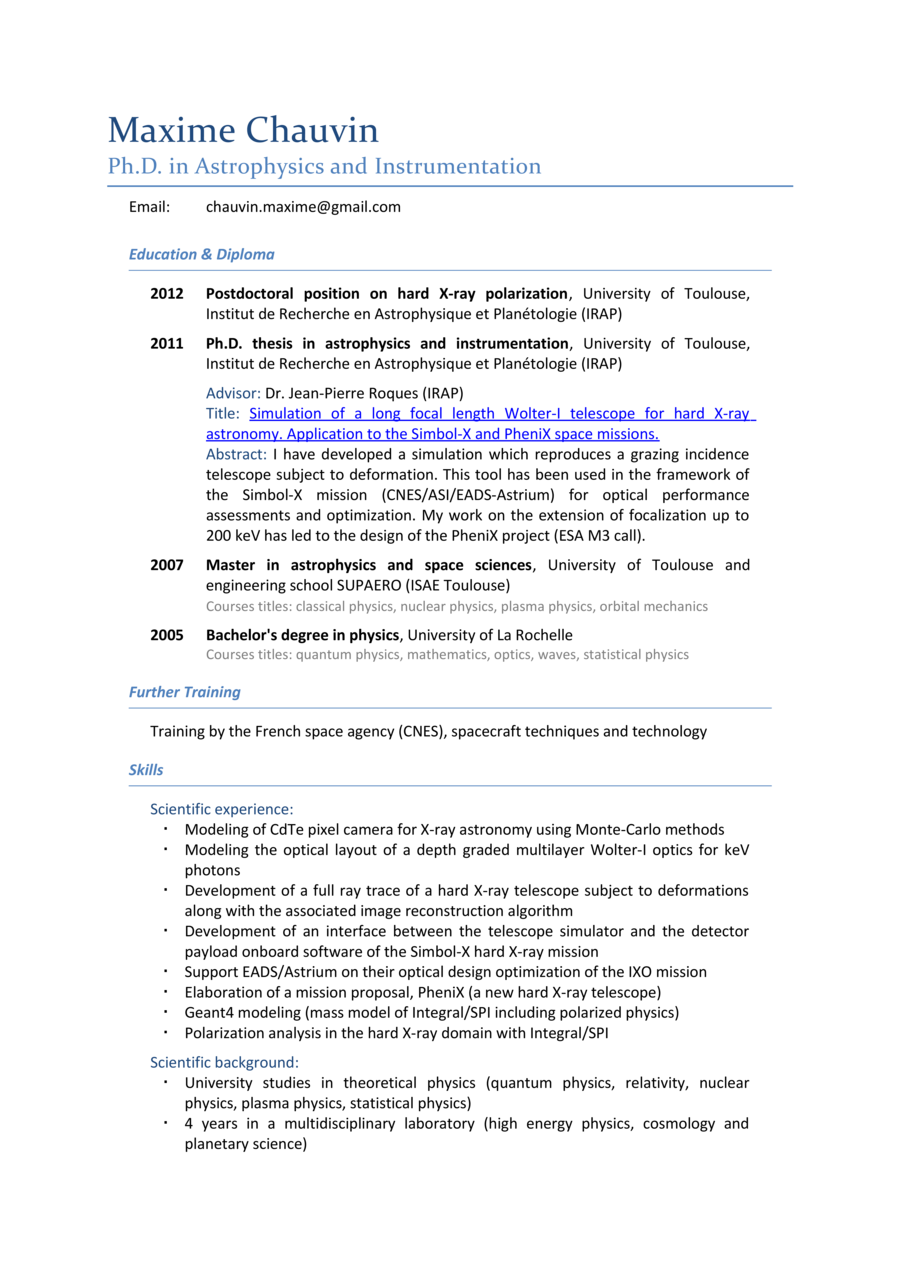 Maxime Chauvin
Ph.D. in Astrophysics and Instrumentation
Email: chauvin.maxime@gmail.com
Education & Diploma
2012 Postdoctoral position on hard X-ray polarization, University of Toulouse,
Institut de Recherche en Astrophysique et Planétologie (IRAP)
2011 Ph.D. thesis in astrophysics and instrumentation, University of Toulouse,
Institut de Recherche en Astrophysique et Planétologie (IRAP)
Advisor: Dr. Jean-Pierre Roques (IRAP)
Title: Simulation of a long focal length Wolter-I telescope for hard X-ray
astronomy. Application to the Simbol-X and PheniX space missions.
Abstract: I have developed a simulation which reproduces a grazing incidence
telescope subject to deformation. This tool has been used in the framework of
the Simbol-X mission (CNES/ASI/EADS-Astrium) for optical performance
assessments and optimization. My work on the extension of focalization up to
200 keV has led to the design of the PheniX project (ESA M3 call).
2007 Master in astrophysics and space sciences, University of Toulouse and
engineering school SUPAERO (ISAE Toulouse)
Courses titles: classical physics, nuclear physics, plasma physics, orbital mechanics
2005 Bachelor's degree in physics, University of La Rochelle
Courses titles: quantum physics, mathematics, optics, waves, statistical physics
Further Training
Training by the French space agency (CNES), spacecraft techniques and technology
Skills
Scientific experience:
· Modeling of CdTe pixel camera for X-ray astronomy using Monte-Carlo methods
· Modeling the optical layout of a depth graded multilayer Wolter-I optics for keV
photons
· Development of a full ray trace of a hard X-ray telescope subject to deformations
along with the associated image reconstruction algorithm
· Development of an interface between the telescope simulator and the detector
payload onboard software of the Simbol-X hard X-ray mission
· Support EADS/Astrium on their optical design optimization of the IXO mission
· Elaboration of a mission proposal, PheniX (a new hard X-ray telescope)
· Geant4 modeling (mass model of Integral/SPI including polarized physics)
· Polarization analysis in the hard X-ray domain with Integral/SPI
Scientific background:
· University studies in theoretical physics (quantum physics, relativity, nuclear
physics, plasma physics, statistical physics)
· 4 years in a multidisciplinary laboratory (high energy physics, cosmology and
planetary science)